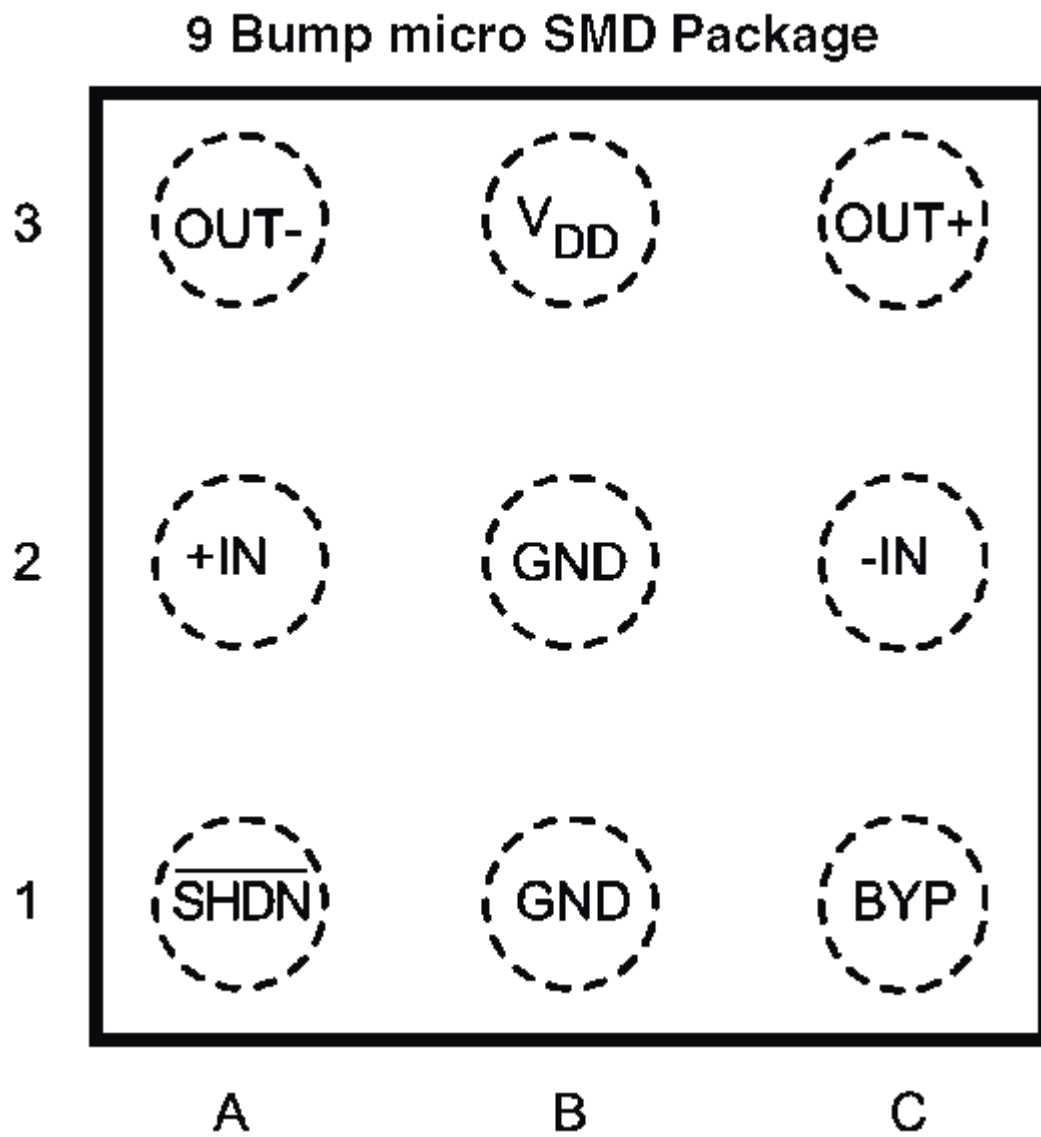 9 Bump micro SMD Package
3 OUT- VDD OUT+
2 +IN GND -IN
1 SHDN GND BYP
A B C